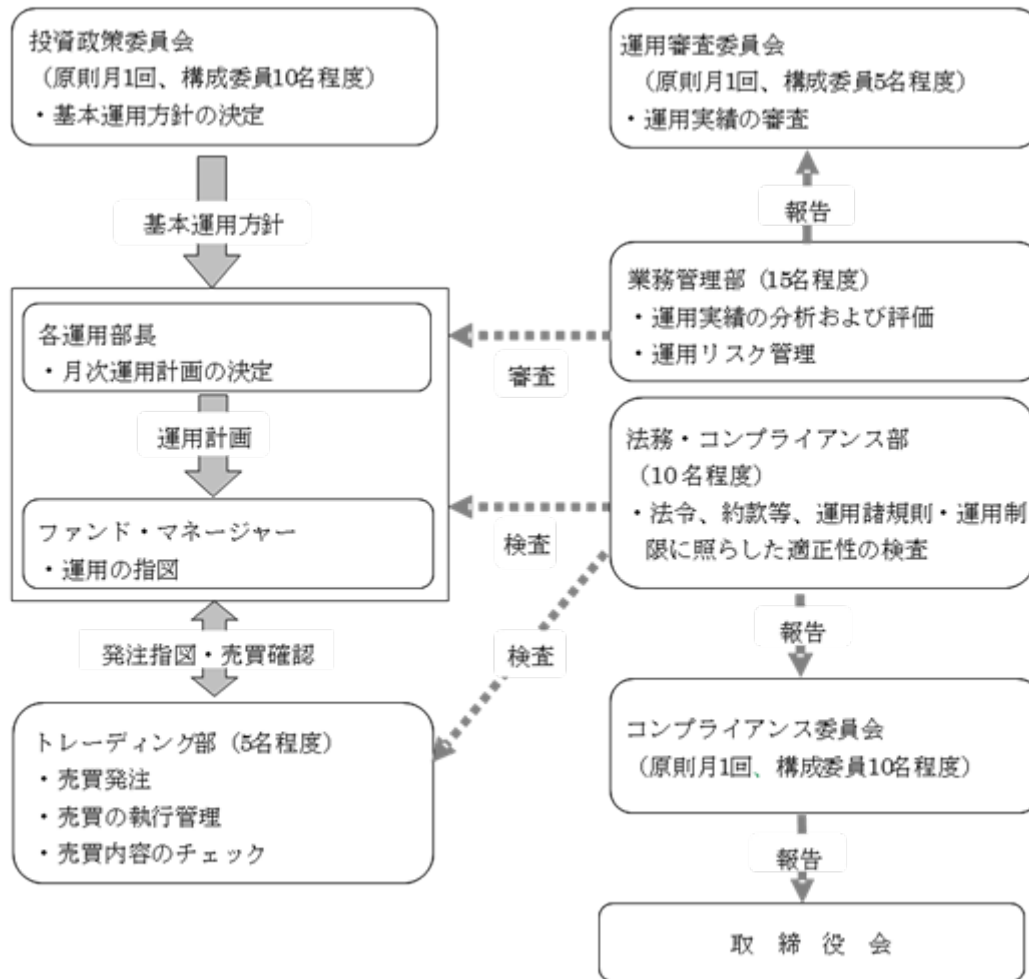 投資政策委員会
（原則月1回、構成委員10名程度）
・基本運用方針の決定
基本運用方針
各運用部長
・月次運用計画の決定
運用計画
ファンド・マネージャー
・運用の指図
発注指図・売買確認
トレーディング部（5名程度）
・売買発注
・売買の執行管理
・売買内容のチェック
運用審査委員会
（原則月1回、構成委員5名程度）
・運用実績の審査
報告
業務管理部（15名程度）
・運用実績の分析および評価
・運用リスク管理
審査
法務・コンプライアンス部
（10名程度）
・法令、約款等、運用諸規則・運用制
限に照らした適正性の検査
検査
検査
報告
コンプライアンス委員会
（原則月1回、構成委員10名程度）
報告
取　締　役　会